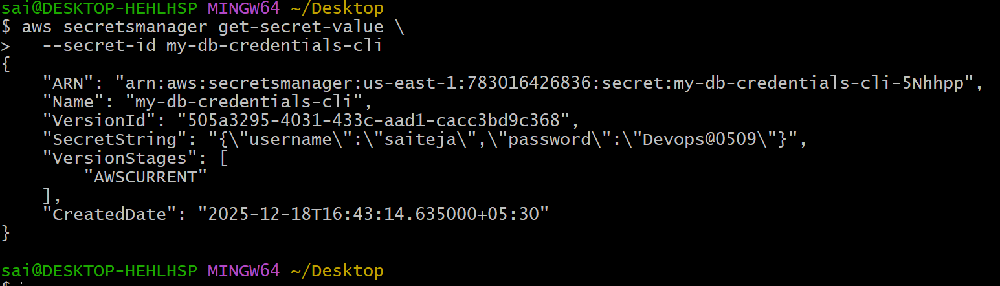 sai@DESKTOP-HEHLHSP MINGW64 ~/Desktop
$ aws secretsmanager get-secret-value \
>   --secret-id my-db-credentials-cli
{
    "ARN": "arn:aws:secretsmanager:us-east-1:783016426836:secret:my-db-credentials-cli-5Nhhpp",
    "Name": "my-db-credentials-cli",
    "VersionId": "505a3295-4031-433c-aad1-cacc3bd9c368",
    "SecretString": "{\"username\":\"saiteja\",\"password\":\"Devops@0509\"}",
    "VersionStages": [
        "AWSCURRENT"
    ],
    "CreatedDate": "2025-12-18T16:43:14.635000+05:30"
}
sai@DESKTOP-HEHLHSP MINGW64 ~/Desktop
$